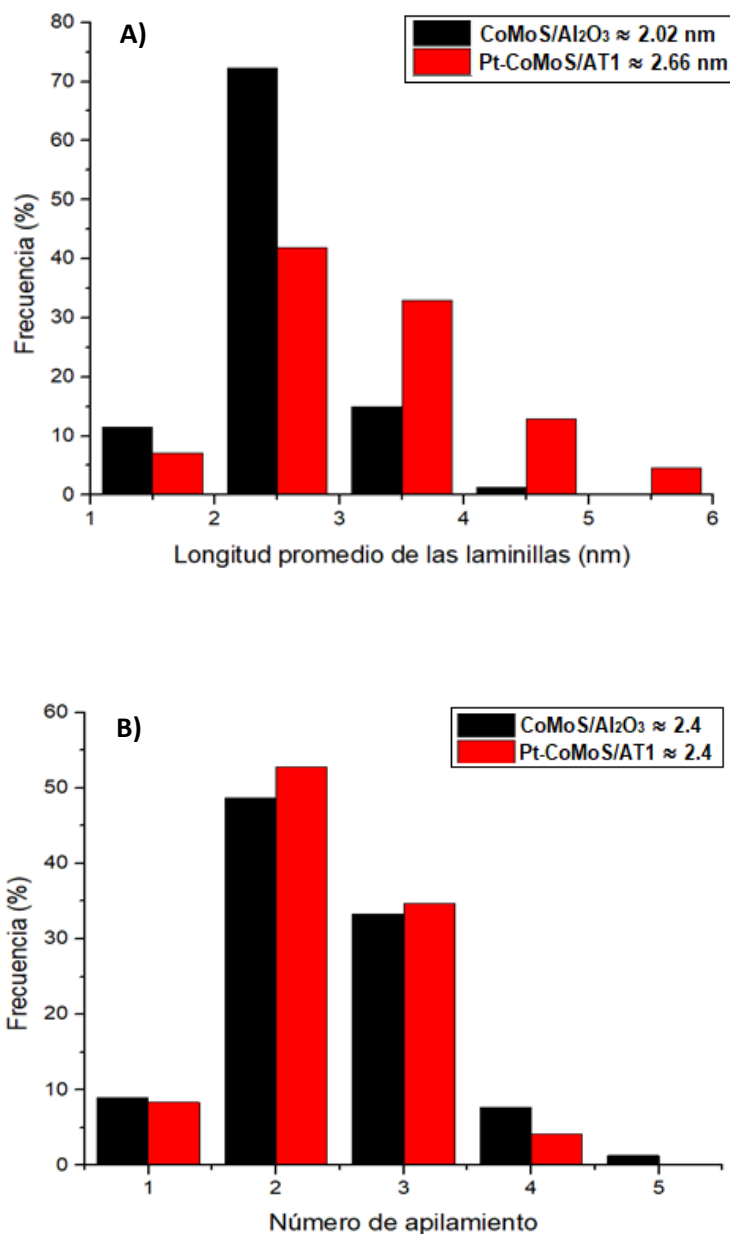 A)
CoMoS/Al₂O₃ ≈ 2.02 nm
Pt-CoMoS/AT1 ≈ 2.66 nm
80
70
60
50
40
30
20
10
0
Frecuencia (%)
1 2 3 4 5 6
Longitud promedio de las laminillas (nm)
B)
CoMoS/Al₂O₃ ≈ 2.4
Pt-CoMoS/AT1 ≈ 2.4
60
50
40
30
20
10
0
Frecuencia (%)
1 2 3 4 5
Número de apilamiento